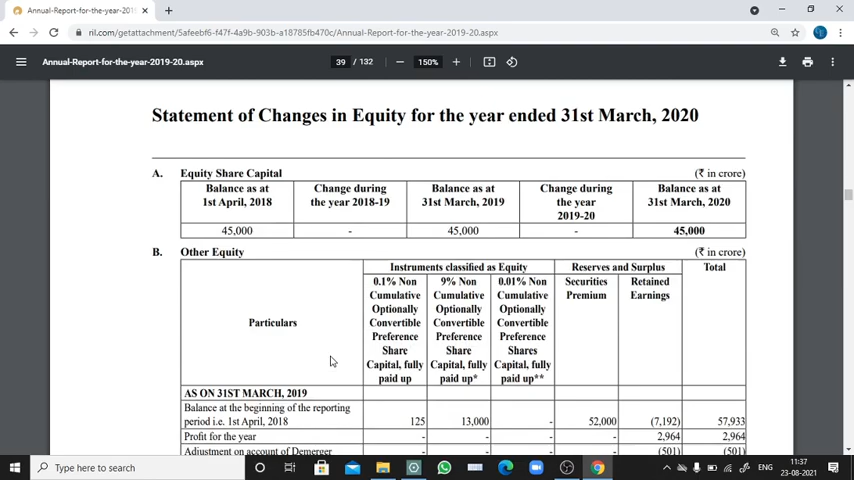 Annual-Report-for-the-year-2019
ril.com/getattachment/5afeebf6-f47f-4a9b-903b-a18785fb470c/Annual-Report-for-the-year-2019-20.aspx
Annual-Report-for-the-year-2019-20.aspx
39 / 132
150%
Statement of Changes in Equity for the year ended 31st March, 2020
A. Equity Share Capital (₹ in crore)
Balance as at Change during Balance as at Change during Balance as at
1st April, 2018 the year 2018-19 31st March, 2019 the year 31st March, 2020
2019-20
45,000 - 45,000 - 45,000
B. Other Equity (₹ in crore)
Instruments classified as Equity Reserves and Surplus Total
0.1% Non 9% Non 0.01% Non Securities Retained
Cumulative Cumulative Cumulative Premium Earnings
Optionally Optionally Optionally
Particulars Convertible Convertible Convertible
Preference Preference Preference
Share Share Shares
Capital, fully Capital, fully Capital, fully
paid up paid up* paid up**
AS ON 31ST MARCH, 2019
Balance at the beginning of the reporting
period i.e. 1st April, 2018 125 13,000 - 52,000 (7,192) 57,933
Profit for the year - - - - 2,964 2,964
Adjustment on account of Demerger - - - - (501) (501)
Type here to search
ENG
11:37
23-08-2021